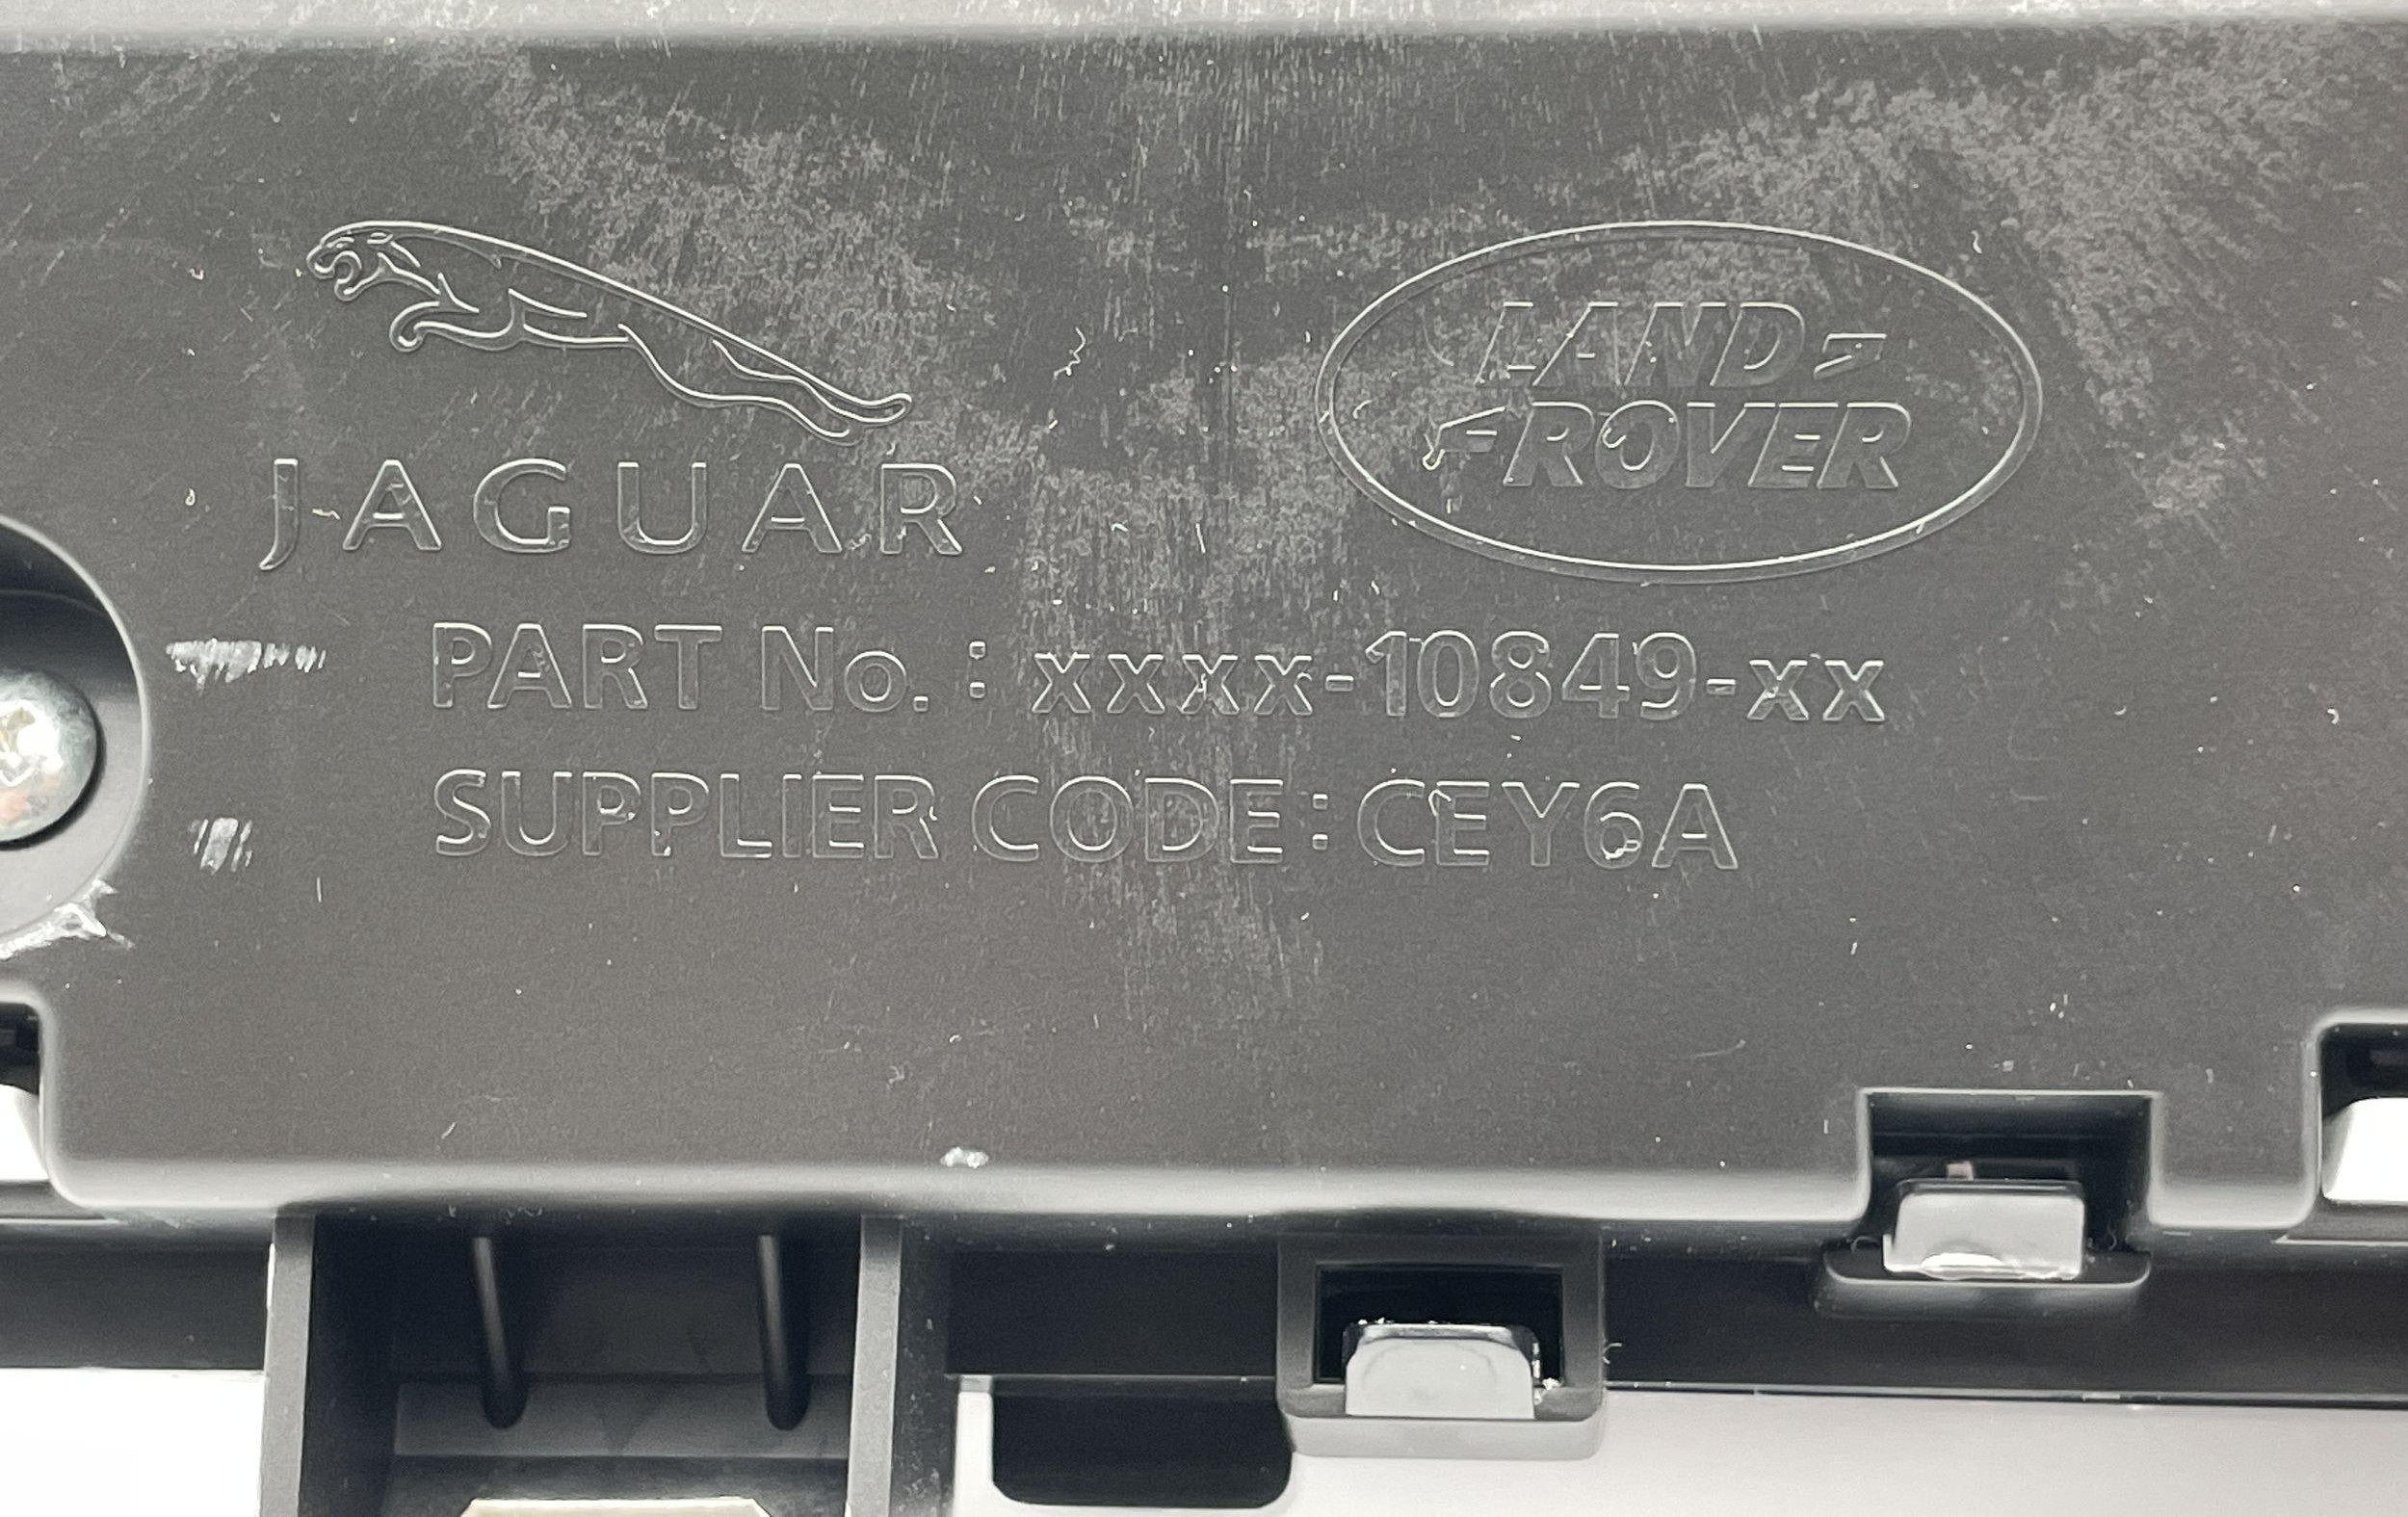 JAGUAR
LAND
ROVER
PART No. : xxxx-10849-xx
SUPPLIER CODE : CEY6A